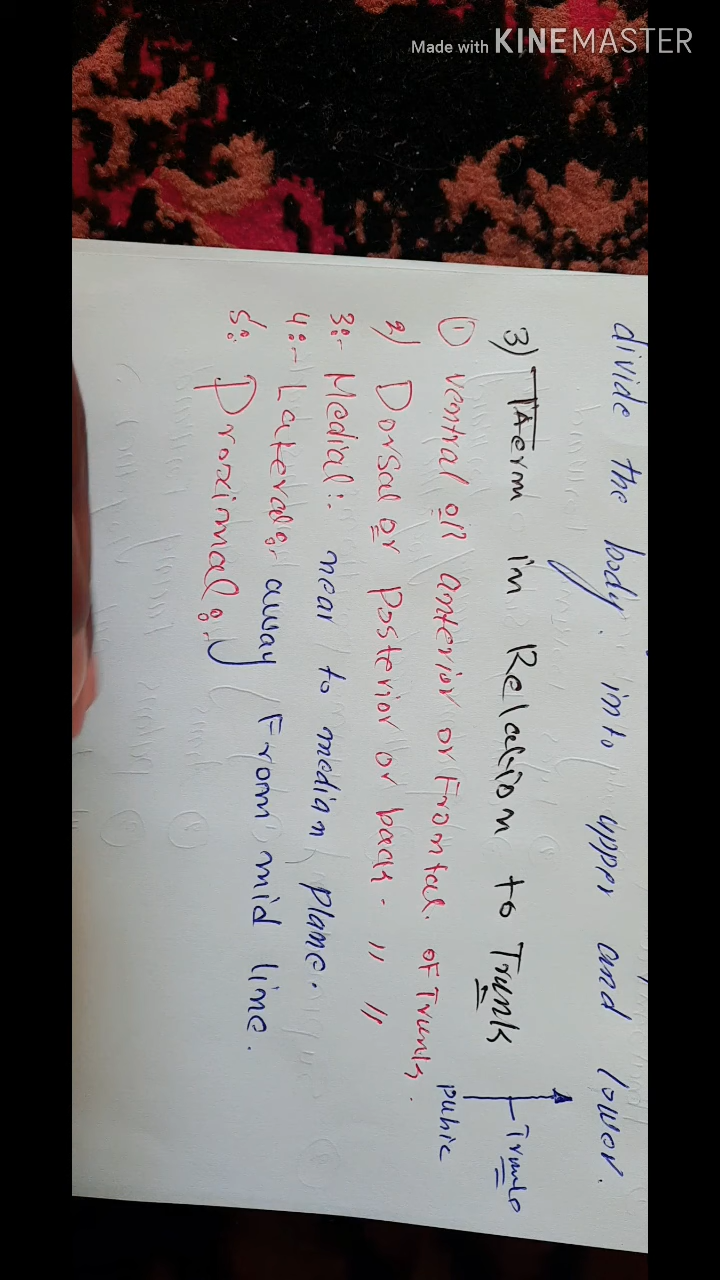 Made with KINEMASTER
divide the body. into upper and lower.
3) Term in Relation to Trunk
Trunk
Pubic
① ventral or anterior or Frontal. of Trunk.
2) Dorsal or Posterior or back. " "
3:- Medial:- near to median plane.
4:- Lateral:- away From mid line.
5:- Proximal:-